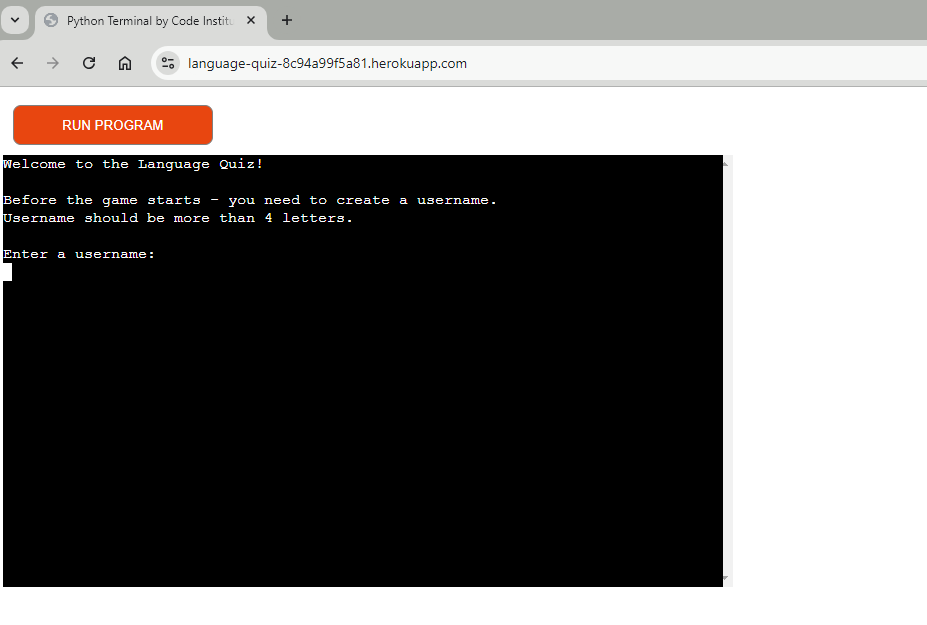 Python Terminal by Code Institu
language-quiz-8c94a99f5a81.herokuapp.com
RUN PROGRAM
Welcome to the Language Quiz!
Before the game starts - you need to create a username.
Username should be more than 4 letters.
Enter a username: